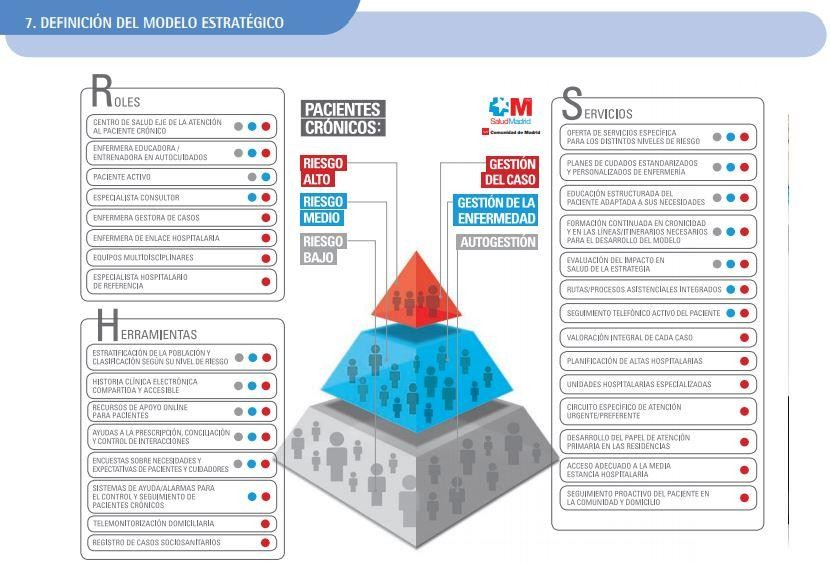 7. DEFINICIÓN DEL MODELO ESTRATÉGICO
ROLES
CENTRO DE SALUD EJE DE LA ATENCIÓN
AL PACIENTE CRÓNICO
ENFERMERA EDUCADORA /
ENTRENADORA EN AUTOCUIDADOS
PACIENTE ACTIVO
ESPECIALISTA CONSULTOR
ENFERMERA GESTORA DE CASOS
ENFERMERA DE ENLACE HOSPITALARIA
EQUIPOS MULTIDISCIPLINARES
ESPECIALISTA HOSPITALARIO
DE REFERENCIA
HERRAMIENTAS
ESTRATIFICACIÓN DE LA POBLACIÓN Y
CLASIFICACIÓN SEGÚN SU NIVEL DE RIESGO
HISTORIA CLÍNICA ELECTRÓNICA
COMPARTIDA Y ACCESIBLE
RECURSOS DE APOYO ONLINE
PARA PACIENTES
AYUDAS A LA PRESCRIPCIÓN, CONCILIACIÓN
Y CONTROL DE INTERACCIONES
ENCUESTAS SOBRE NECESIDADES Y
EXPECTATIVAS DE PACIENTES Y CUIDADORES
SISTEMAS DE AYUDA/ALARMAS PARA
EL CONTROL Y SEGUIMIENTO DE
PACIENTES CRÓNICOS
TELEMONITORIZACIÓN DOMICILIARIA
REGISTRO DE CASOS SOCIOSANITARIOS
PACIENTES
CRÓNICOS:
SaludMadrid
Comunidad de Madrid
RIESGO
ALTO
RIESGO
MEDIO
RIESGO
BAJO
GESTIÓN
DEL CASO
GESTIÓN DE LA
ENFERMEDAD
AUTOGESTIÓN
SERVICIOS
OFERTA DE SERVICIOS ESPECÍFICA
PARA LOS DISTINTOS NIVELES DE RIESGO
PLANES DE CUDADOS ESTANDARIZADOS
Y PERSONALIZADOS DE ENFERMERÍA
EDUCACIÓN ESTRUCTURADA DEL
PACIENTE ADAPTADA A SUS NECESIDADES
FORMACIÓN CONTINUADA EN CRONICIDAD
Y EN LAS LÍNEAS/ITINERARIOS NECESARIOS
PARA EL DESARROLLO DEL MODELO
EVALUACIÓN DEL IMPACTO EN
SALUD DE LA ESTRATEGIA
RUTAS/PROCESOS ASISTENCIALES INTEGRADOS
SEGUIMIENTO TELEFÓNICO ACTIVO DEL PACIENTE
VALORACIÓN INTEGRAL DE CADA CASO
PLANIFICACIÓN DE ALTAS HOSPITALARIAS
UNIDADES HOSPITALARIAS ESPECIALIZADAS
CIRCUITO ESPECÍFICO DE ATENCIÓN
URGENTE/PREFERENTE
DESARROLLO DEL PAPEL DE ATENCIÓN
PRIMARIA EN LAS RESIDENCIAS
ACCESO ADECUADO A LA MEDIA
ESTANCIA HOSPITALARIA
SEGUIMIENTO PROACTIVO DEL PACIENTE EN
LA COMUNIDAD Y DOMICILIO